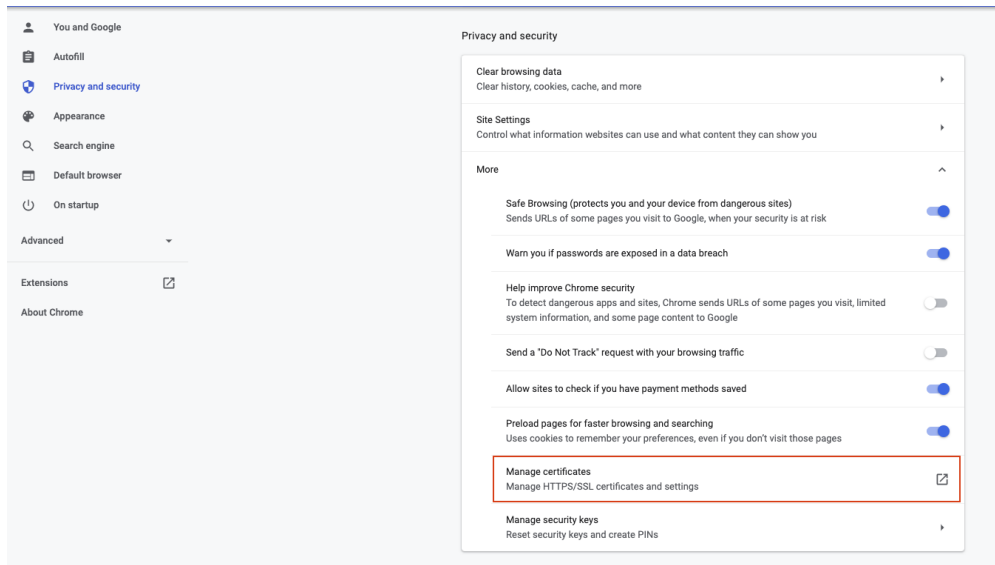 You and Google
Autofill
Privacy and security
Appearance
Search engine
Default browser
On startup
Advanced
Extensions
About Chrome
Privacy and security
Clear browsing data
Clear history, cookies, cache, and more
Site Settings
Control what information websites can use and what content they can show you
More
Safe Browsing (protects you and your device from dangerous sites)
Sends URLs of some pages you visit to Google, when your security is at risk
Warn you if passwords are exposed in a data breach
Help improve Chrome security
To detect dangerous apps and sites, Chrome sends URLs of some pages you visit, limited
system information, and some page content to Google
Send a "Do Not Track" request with your browsing traffic
Allow sites to check if you have payment methods saved
Preload pages for faster browsing and searching
Uses cookies to remember your preferences, even if you don't visit those pages
Manage certificates
Manage HTTPS/SSL certificates and settings
Manage security keys
Reset security keys and create PINs